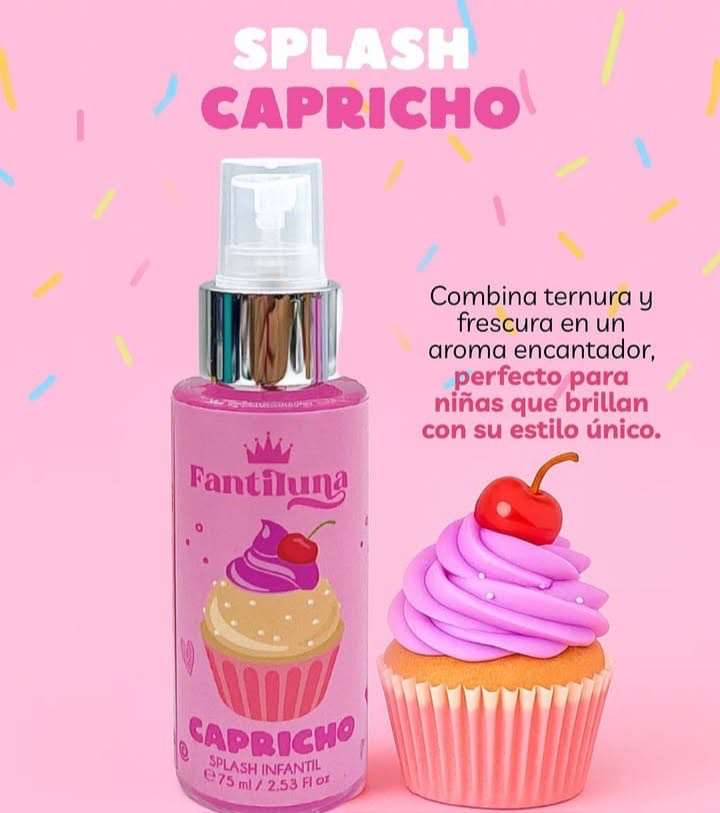 SPLASH
CAPRICHO
Combina ternura y
frescura en un
aroma encantador,
perfecto para
niñas que brillan
con su estilo único.
Fantiluna
CAPRICHO
SPLASH INFANTIL
℮75 ml / 2.53 Fl oz